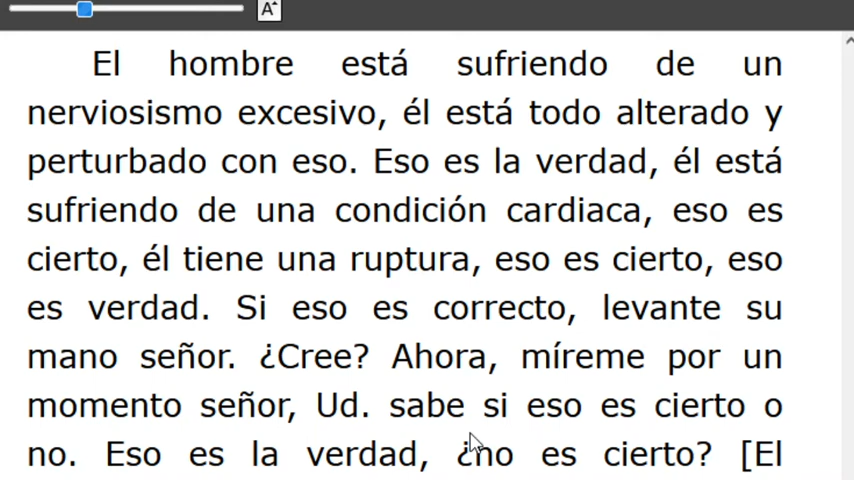 A
El hombre está sufriendo de un
nerviosismo excesivo, él está todo alterado y
perturbado con eso. Eso es la verdad, él está
sufriendo de una condición cardiaca, eso es
cierto, él tiene una ruptura, eso es cierto, eso
es verdad. Si eso es correcto, levante su
mano señor. ¿Cree? Ahora, míreme por un
momento señor, Ud. sabe si eso es cierto o
no. Eso es la verdad, ¿no es cierto? [El